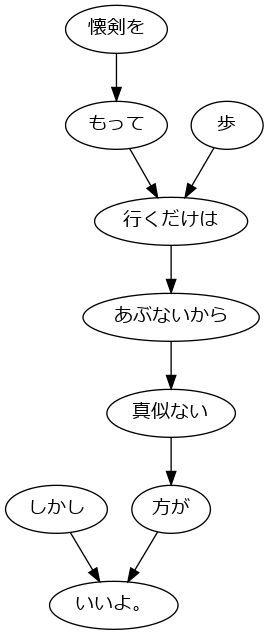 懐剣を
もって
歩
行くだけは
あぶないから
真似ない
しかし
方が
いいよ。